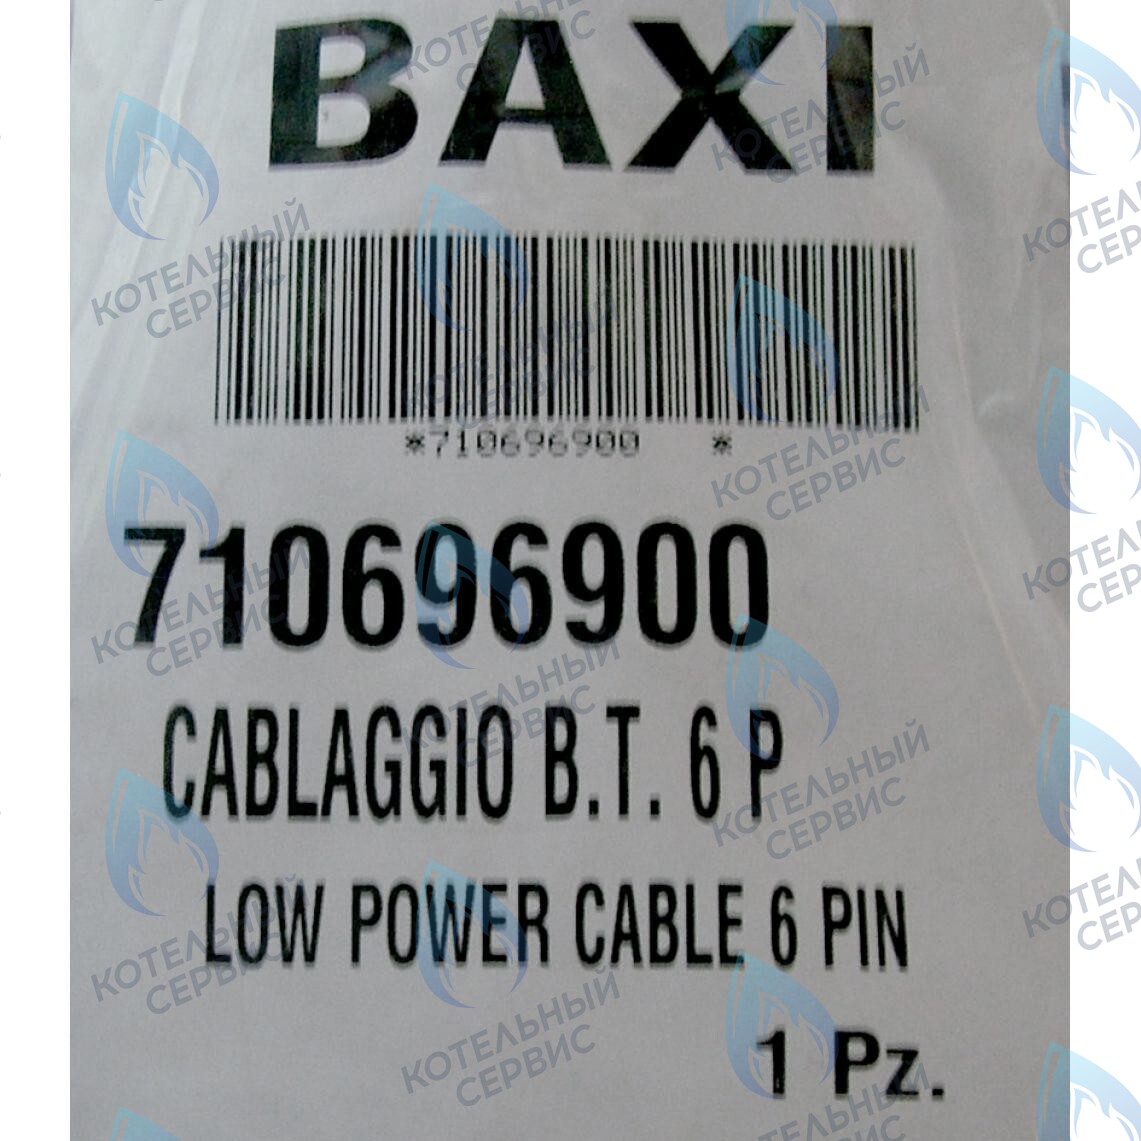 BAXI
*710696900 *
710696900
CABLAGGIO B.T. 6 P
LOW POWER CABLE 6 PIN
1 Pz.
КОТЕЛЬНЫЙ
СЕРВИС